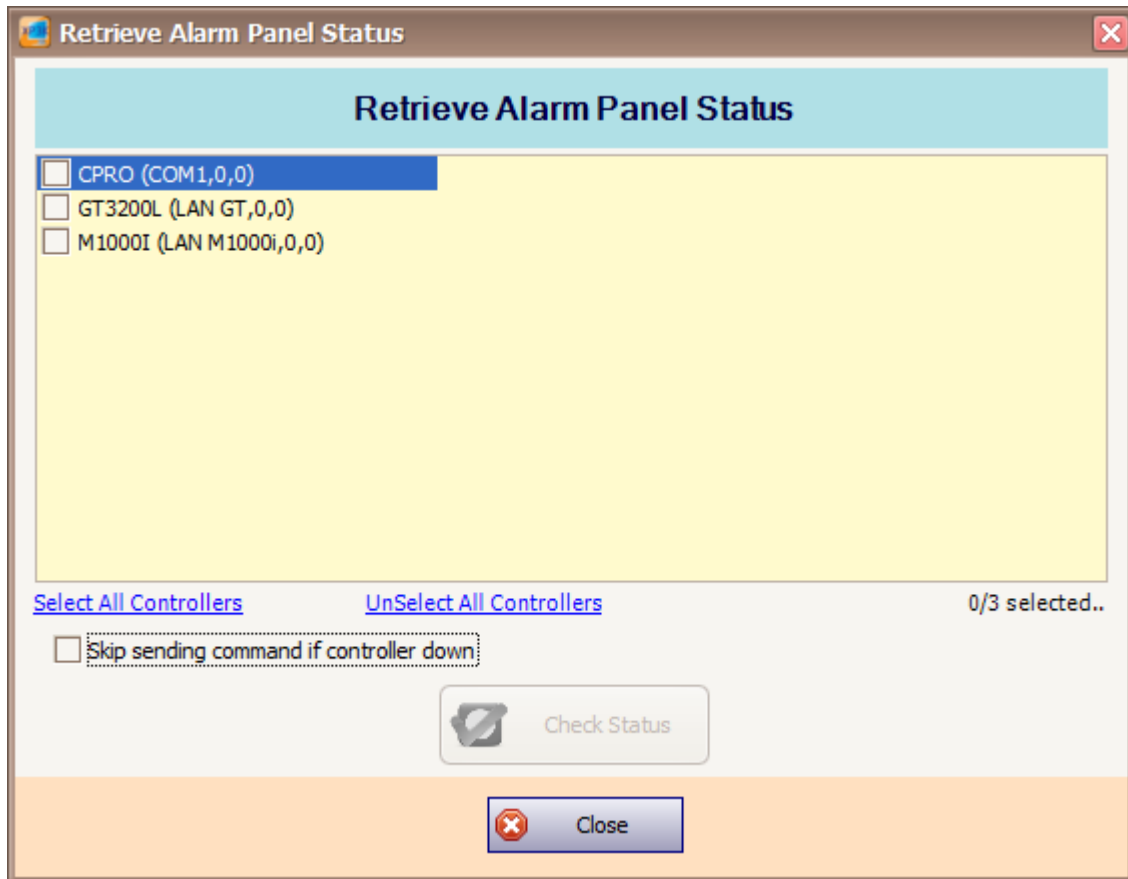 Retrieve Alarm Panel Status
Retrieve Alarm Panel Status
CPRO (COM1,0,0)
GT3200L (LAN GT,0,0)
M1000I (LAN M1000i,0,0)
Select All Controllers UnSelect All Controllers 0/3 selected..
Skip sending command if controller down
Check Status
Close